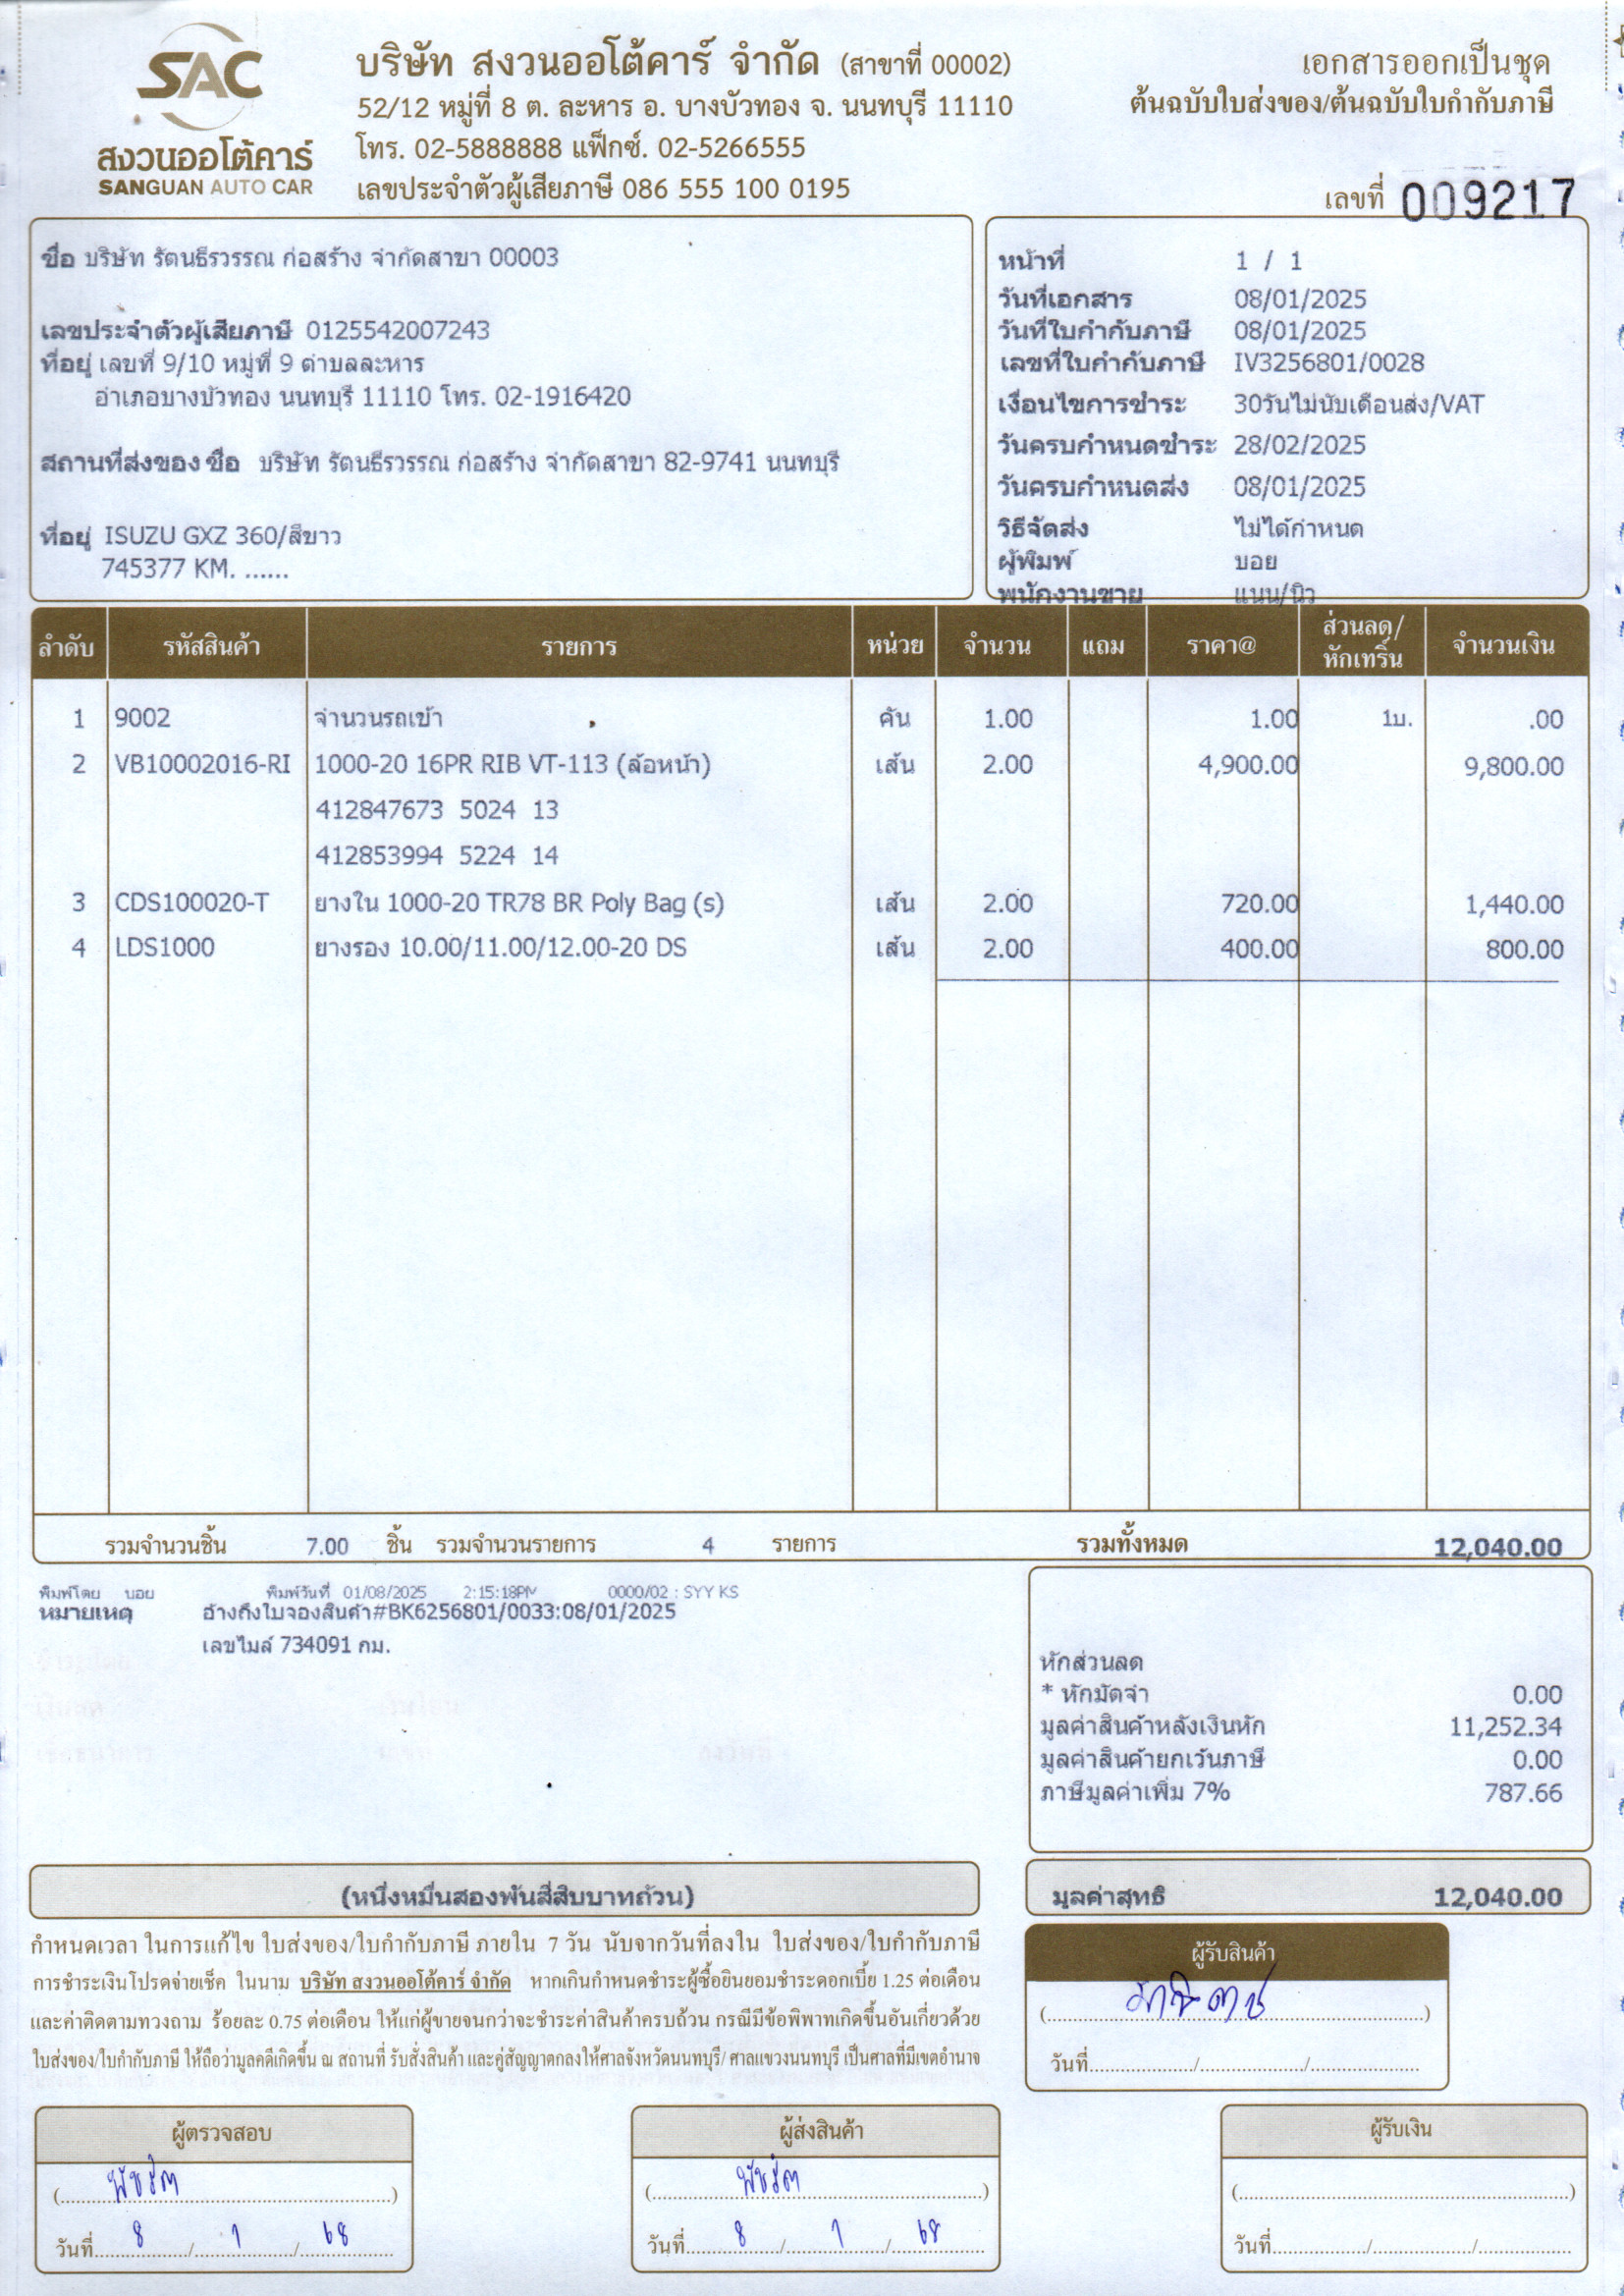 SAC
สงวนออโต้คาร์
SANGUAN AUTO CAR
บริษัท สงวนออโต้คาร์ จำกัด (สาขาที่ 00002)
52/12 หมู่ที่ 8 ต. ละหาร อ. บางบัวทอง จ. นนทบุรี 11110
โทร. 02-5888888 แฟ็กซ์. 02-5266555
เลขประจำตัวผู้เสียภาษี 086 555 100 0195
เอกสารออกเป็นชุด
ต้นฉบับใบส่งของ/ต้นฉบับใบกำกับภาษี
เลขที่ 009217
ชื่อ บริษัท รัตนธีรวรรณ ก่อสร้าง จำกัดสาขา 00003
เลขประจำตัวผู้เสียภาษี 0125542007243
ที่อยู่ เลขที่ 9/10 หมู่ที่ 9 ตำบลละหาร
อำเภอบางบัวทอง นนทบุรี 11110 โทร. 02-1916420
สถานที่ส่งของ ชื่อ บริษัท รัตนธีรวรรณ ก่อสร้าง จำกัดสาขา 82-9741 นนทบุรี
ที่อยู่ ISUZU GXZ 360/สีขาว
745377 KM. ......
หน้าที่ 1 / 1
วันที่เอกสาร 08/01/2025
วันที่ใบกำกับภาษี 08/01/2025
เลขที่ใบกำกับภาษี IV3256801/0028
เงื่อนไขการชำระ 30วันไม่นับเดือนส่ง/VAT
วันครบกำหนดชำระ 28/02/2025
วันครบกำหนดส่ง 08/01/2025
วิธีจัดส่ง ไม่ได้กำหนด
ผู้พิมพ์ บอย
พนักงานขาย แนน/นิว
ลำดับ รหัสสินค้า รายการ หน่วย จำนวน แถม ราคา@ ส่วนลด/หักเทริ์น จำนวนเงิน
1 9002 จำนวนรถเข้า คัน 1.00 1.00 1บ. .00
2 VB10002016-RI 1000-20 16PR RIB VT-113 (ล้อหน้า) เส้น 2.00 4,900.00 9,800.00
412847673 5024 13
412853994 5224 14
3 CDS100020-T ยางใน 1000-20 TR78 BR Poly Bag (s) เส้น 2.00 720.00 1,440.00
4 LDS1000 ยางรอง 10.00/11.00/12.00-20 DS เส้น 2.00 400.00 800.00
รวมจำนวนชิ้น 7.00 ชิ้น รวมจำนวนรายการ 4 รายการ รวมทั้งหมด 12,040.00
พิมพ์โดย บอย พิมพ์วันที่ 01/08/2025 2:15:18PM 0000/02 : SYY KS
หมายเหตุ อ้างถึงใบจองสินค้า#BK6256801/0033:08/01/2025
เลขไมล์ 734091 กม.
หักส่วนลด
* หักมัดจำ 0.00
มูลค่าสินค้าหลังเงินหัก 11,252.34
มูลค่าสินค้ายกเว้นภาษี 0.00
ภาษีมูลค่าเพิ่ม 7% 787.66
(หนึ่งหมื่นสองพันสี่สิบบาทถ้วน)
มูลค่าสุทธิ 12,040.00
กำหนดเวลา ในการแก้ไข ใบส่งของ/ใบกำกับภาษี ภายใน 7 วัน นับจากวันที่ลงใน ใบส่งของ/ใบกำกับภาษี
การชำระเงินโปรดจ่ายเช็ค ในนาม บริษัท สงวนออโต้คาร์ จำกัด หากเกินกำหนดชำระผู้ซื้อยินยอมชำระดอกเบี้ย 1.25 ต่อเดือน
และค่าติดตามทวงถาม ร้อยละ 0.75 ต่อเดือน ให้แก่ผู้ขายจนกว่าจะชำระค่าสินค้าครบถ้วน กรณีมีข้อพิพาทเกิดขึ้นอันเกี่ยวด้วย
ใบส่งของ/ใบกำกับภาษี ให้ถือว่ามูลคดีเกิดขึ้น ณ สถานที่ รับสั่งสินค้า และคู่สัญญาตกลงให้ศาลจังหวัดนนทบุรี/ ศาลแขวงนนทบุรี เป็นศาลที่มีเขตอำนาจ
ผู้รับสินค้า
วันที่
ผู้ตรวจสอบ
พัชรีดา
วันที่ 8 / 1 / 68
ผู้ส่งสินค้า
พัชรีดา
วันที่ 8 / 1 / 68
ผู้รับเงิน
วันที่